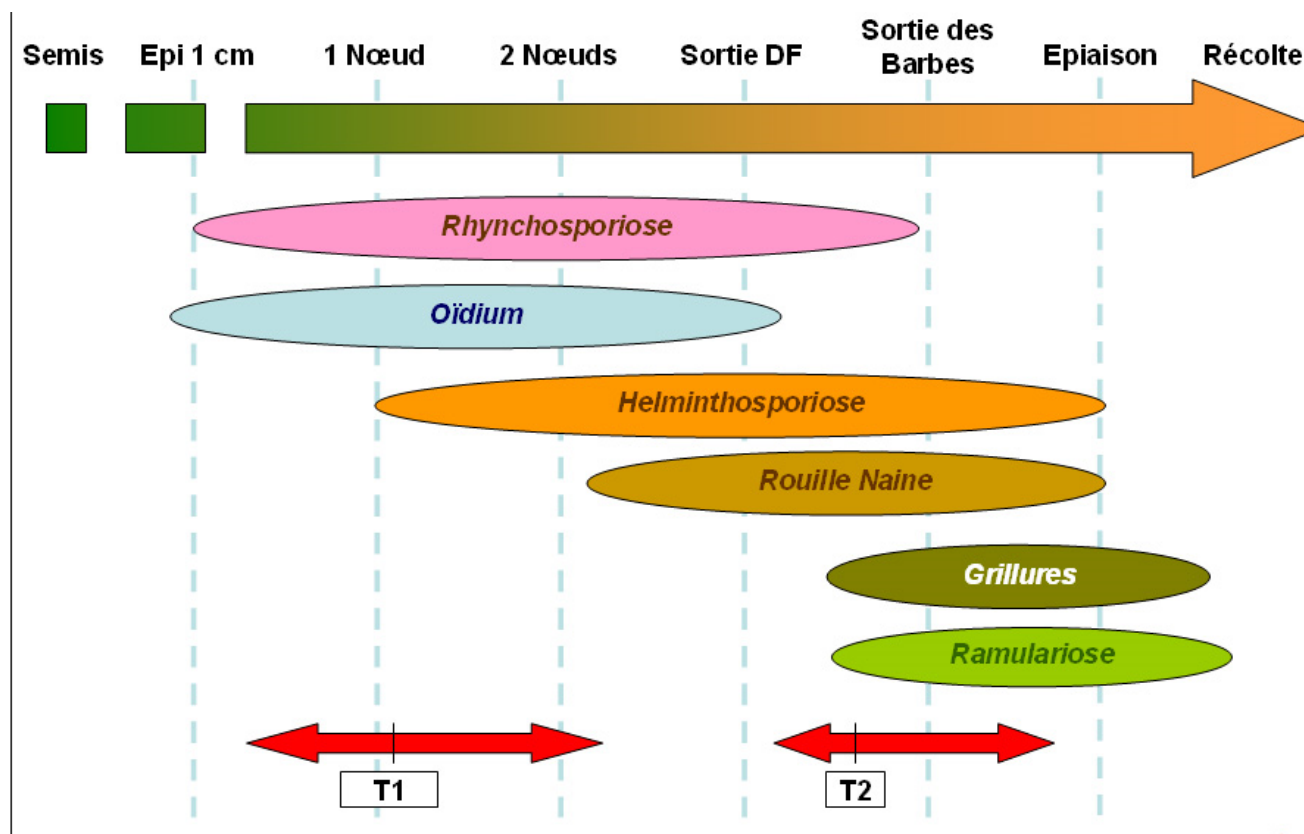 Semis
Epi 1 cm
1 Nœud
2 Nœuds
Sortie DF
Sortie des
Barbes
Epiaison
Récolte
Rhynchosporiose
Oïdium
Helminthosporiose
Rouille Naine
Grillures
Ramulariose
T1
T2